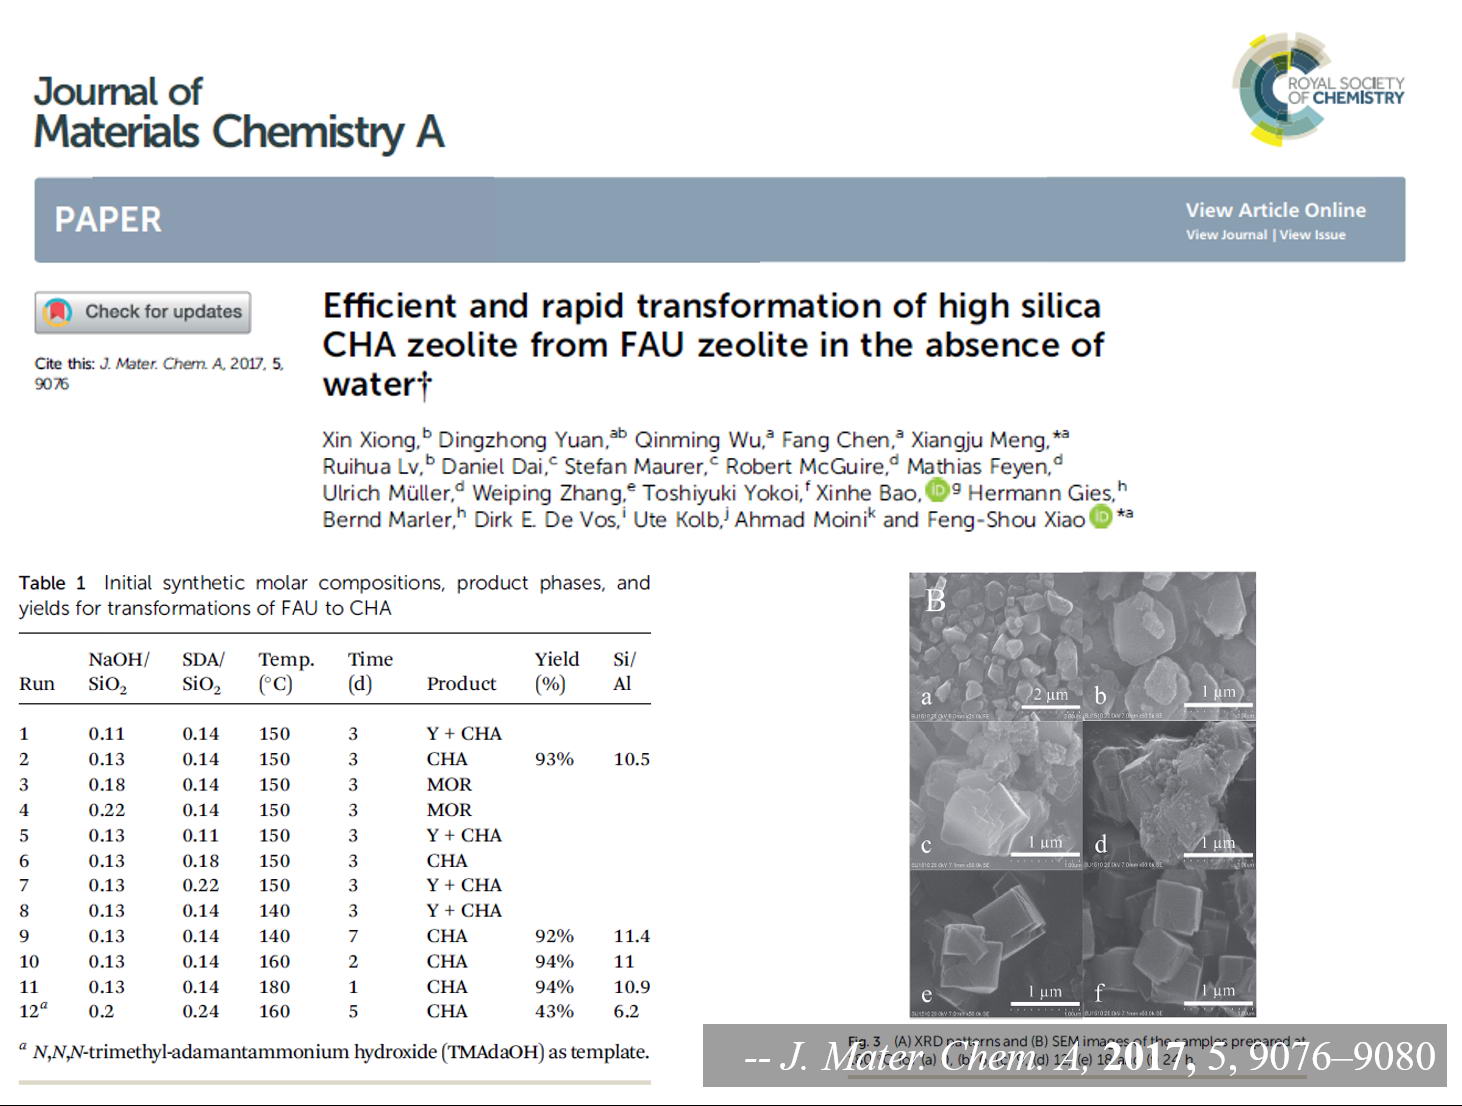 Journal of
Materials Chemistry A
ROYAL SOCIETY
OF CHEMISTRY
PAPER
View Article Online
View Journal | View Issue
Check for updates
Cite this: J. Mater. Chem. A, 2017, 5,
9076
Efficient and rapid transformation of high silica
CHA zeolite from FAU zeolite in the absence of
water†
Xin Xiong,b Dingzhong Yuan,ab Qinming Wu,a Fang Chen,a Xiangju Meng,*a
Ruihua Lv,b Daniel Dai,c Stefan Maurer,c Robert McGuire,d Mathias Feyen,d
Ulrich Müller,d Weiping Zhang,e Toshiyuki Yokoi,f Xinhe Bao, iD g Hermann Gies,h
Bernd Marler,h Dirk E. De Vos,i Ute Kolb,j Ahmad Moinik and Feng-Shou Xiao iD *a
Table 1 Initial synthetic molar compositions, product phases, and
yields for transformations of FAU to CHA
NaOH/ SDA/ Temp. Time Yield Si/
Run SiO2 SiO2 (°C) (d) Product (%) Al
1 0.11 0.14 150 3 Y + CHA
2 0.13 0.14 150 3 CHA 93% 10.5
3 0.18 0.14 150 3 MOR
4 0.22 0.14 150 3 MOR
5 0.13 0.11 150 3 Y + CHA
6 0.13 0.18 150 3 CHA
7 0.13 0.22 150 3 Y + CHA
8 0.13 0.14 140 3 Y + CHA
9 0.13 0.14 140 7 CHA 92% 11.4
10 0.13 0.14 160 2 CHA 94% 11
11 0.13 0.14 180 1 CHA 94% 10.9
12a 0.2 0.24 160 5 CHA 43% 6.2
a N,N,N-trimethyl-adamantammonium hydroxide (TMAdaOH) as template.
B
a 2 μm b 1 μm
c 1 μm d 1 μm
e 1 μm f 1 μm
Fig. 3 (A) XRD patterns and (B) SEM images of the samples prepared at
-- J. Mater. Chem. A, 2017, 5, 9076–9080